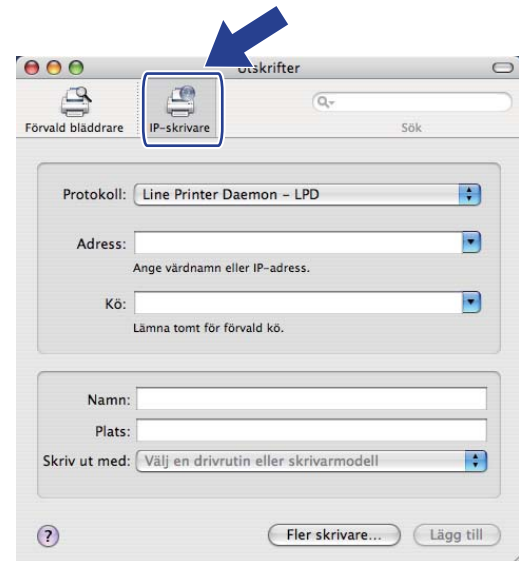 Utskrifter
Förvald bläddrare
IP-skrivare
Sök
Protokoll: Line Printer Daemon – LPD
Adress:
Ange värdnamn eller IP-adress.
Kö:
Lämna tomt för förvald kö.
Namn:
Plats:
Skriv ut med: Välj en drivrutin eller skrivarmodell
? Fler skrivare... Lägg till